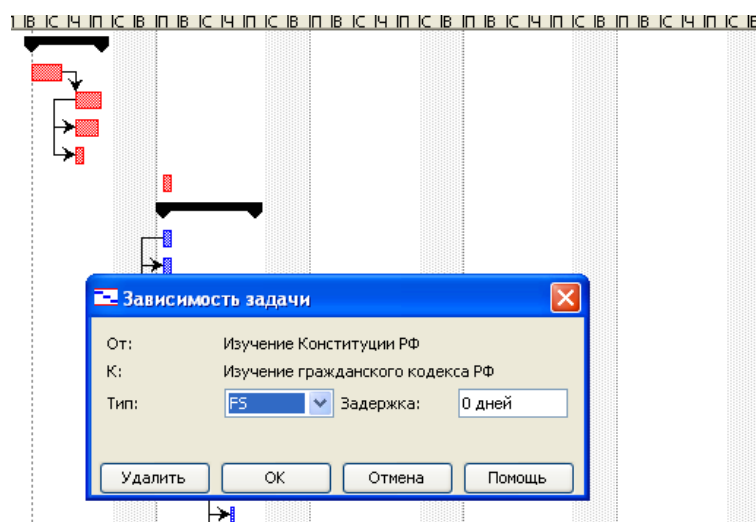 Зависимость задачи
От: Изучение Конституции РФ
К: Изучение гражданского кодекса РФ
Тип: FS Задержка: 0 дней
Удалить OK Отмена Помощь